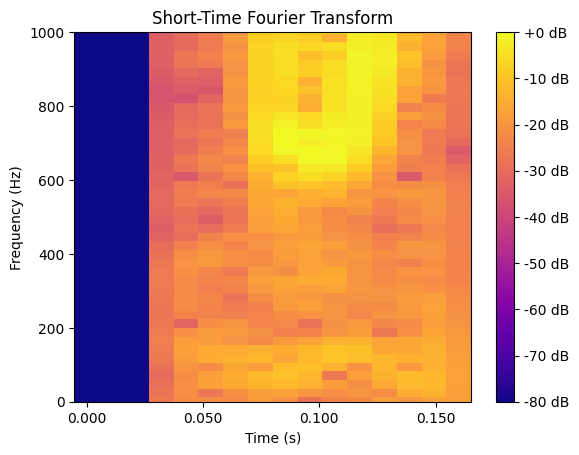 Short-Time Fourier Transform
Frequency (Hz)
1000
800
600
400
200
0
0.000
0.050
0.100
0.150
Time (s)
+0 dB
-10 dB
-20 dB
-30 dB
-40 dB
-50 dB
-60 dB
-70 dB
-80 dB